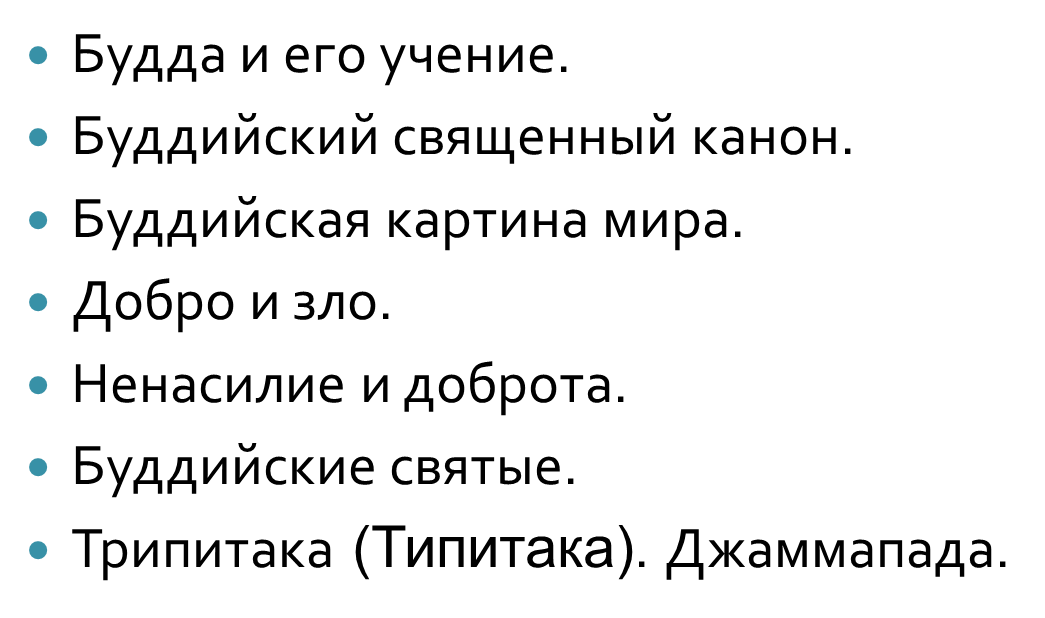 • Будда и его учение.
• Буддийский священный канон.
• Буддийская картина мира.
• Добро и зло.
• Ненасилие и доброта.
• Буддийские святые.
• Трипитака (Типитака). Джаммапада.